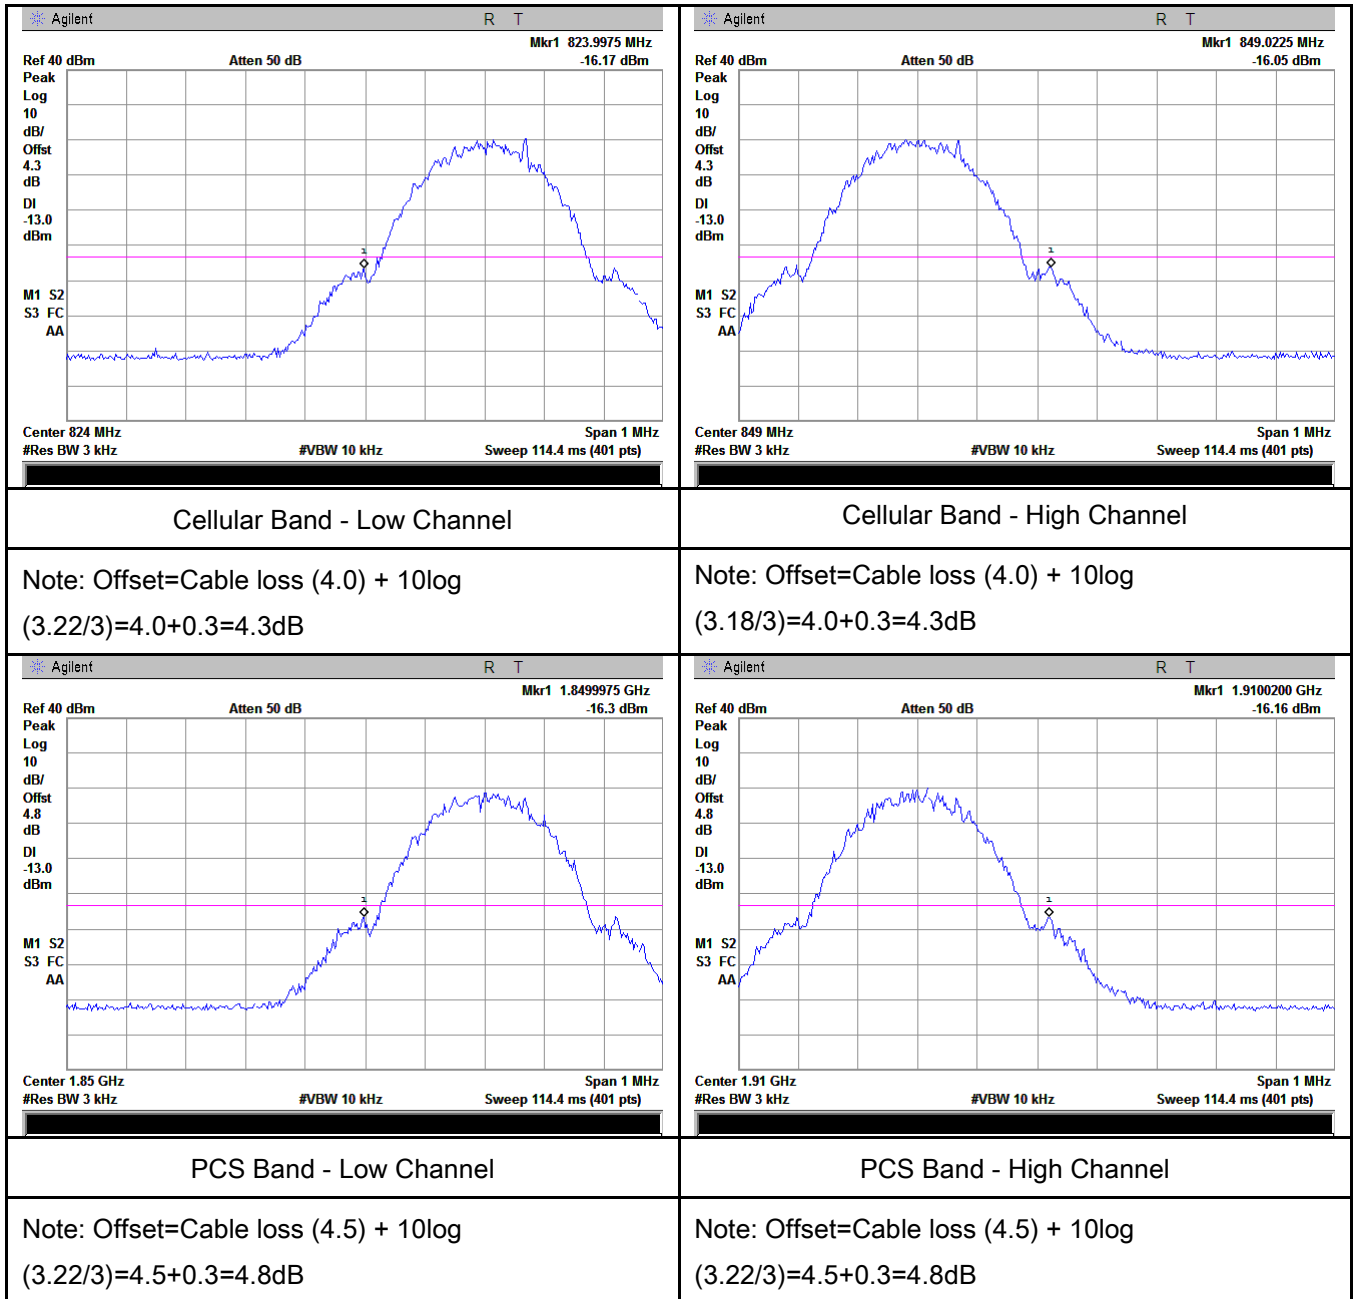 Agilent R T
Mkr1 823.9975 MHz
Ref 40 dBm Atten 50 dB -16.17 dBm
Peak
Log
10
dB/
Offst
4.3
dB
DI
-13.0
dBm
1
M1 S2
S3 FC
AA
Center 824 MHz Span 1 MHz
#Res BW 3 kHz #VBW 10 kHz Sweep 114.4 ms (401 pts)
Agilent R T
Mkr1 849.0225 MHz
Ref 40 dBm Atten 50 dB -16.05 dBm
Peak
Log
10
dB/
Offst
4.3
dB
DI
-13.0
dBm
1
M1 S2
S3 FC
AA
Center 849 MHz Span 1 MHz
#Res BW 3 kHz #VBW 10 kHz Sweep 114.4 ms (401 pts)
Cellular Band - Low Channel
Cellular Band - High Channel
Note: Offset=Cable loss (4.0) + 10log
(3.22/3)=4.0+0.3=4.3dB
Note: Offset=Cable loss (4.0) + 10log
(3.18/3)=4.0+0.3=4.3dB
Agilent R T
Mkr1 1.8499975 GHz
Ref 40 dBm Atten 50 dB -16.3 dBm
Peak
Log
10
dB/
Offst
4.8
dB
DI
-13.0
dBm
1
M1 S2
S3 FC
AA
Center 1.85 GHz Span 1 MHz
#Res BW 3 kHz #VBW 10 kHz Sweep 114.4 ms (401 pts)
Agilent R T
Mkr1 1.9100200 GHz
Ref 40 dBm Atten 50 dB -16.16 dBm
Peak
Log
10
dB/
Offst
4.8
dB
DI
-13.0
dBm
1
M1 S2
S3 FC
AA
Center 1.91 GHz Span 1 MHz
#Res BW 3 kHz #VBW 10 kHz Sweep 114.4 ms (401 pts)
PCS Band - Low Channel
PCS Band - High Channel
Note: Offset=Cable loss (4.5) + 10log
(3.22/3)=4.5+0.3=4.8dB
Note: Offset=Cable loss (4.5) + 10log
(3.22/3)=4.5+0.3=4.8dB